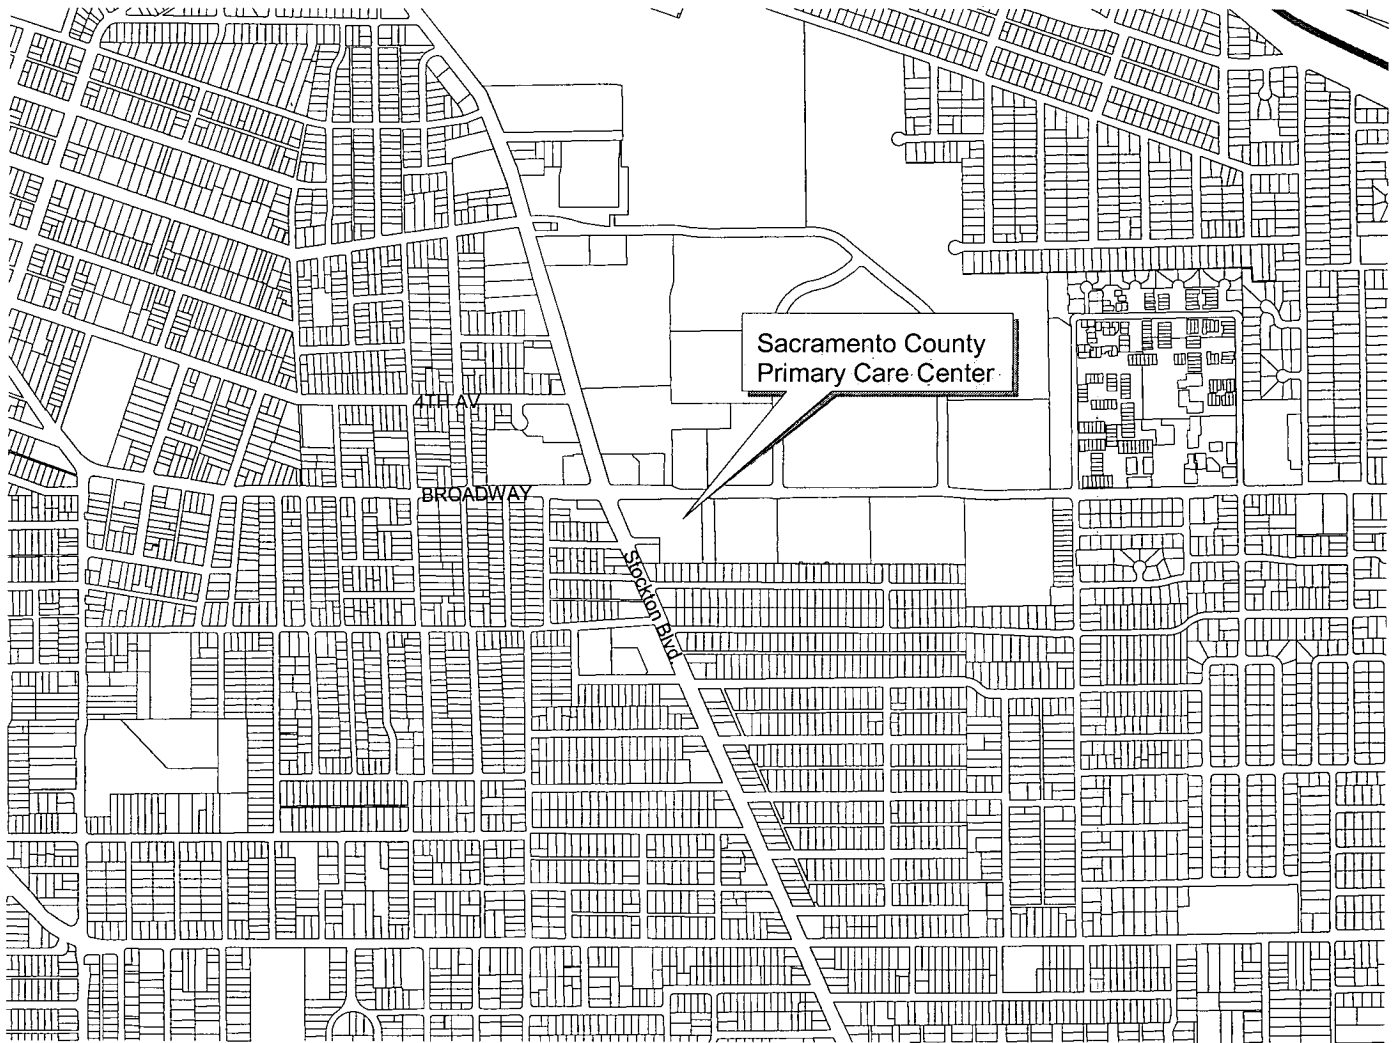 Sacramento County
Primary Care Center
4TH AV
BROADWAY
Stockton Blvd